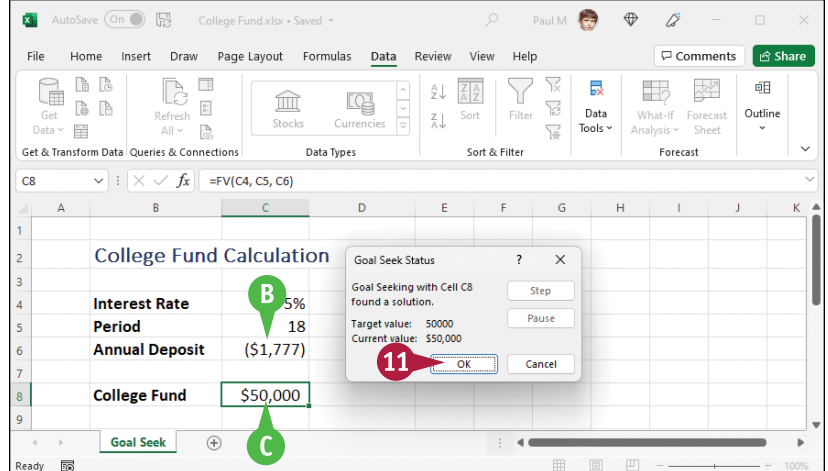 AutoSave On College Fund.xlsx • Saved Paul M
File Home Insert Draw Page Layout Formulas Data Review View Help Comments Share
Get Data Refresh All Stocks Currencies Sort Filter Data Tools What-If Analysis Forecast Sheet Outline
Get & Transform Data Queries & Connections Data Types Sort & Filter Forecast
C8 fx =FV(C4, C5, C6)
A B C D E F G H I J K
1
2 College Fund Calculation
3
4 Interest Rate 5%
5 Period 18
6 Annual Deposit ($1,777)
7
8 College Fund $50,000
9
B
C
Goal Seek Status ? ×
Goal Seeking with Cell C8 Step
found a solution.
Pause
Target value: 50000
Current value: $50,000
11 OK Cancel
Goal Seek
Ready 100%